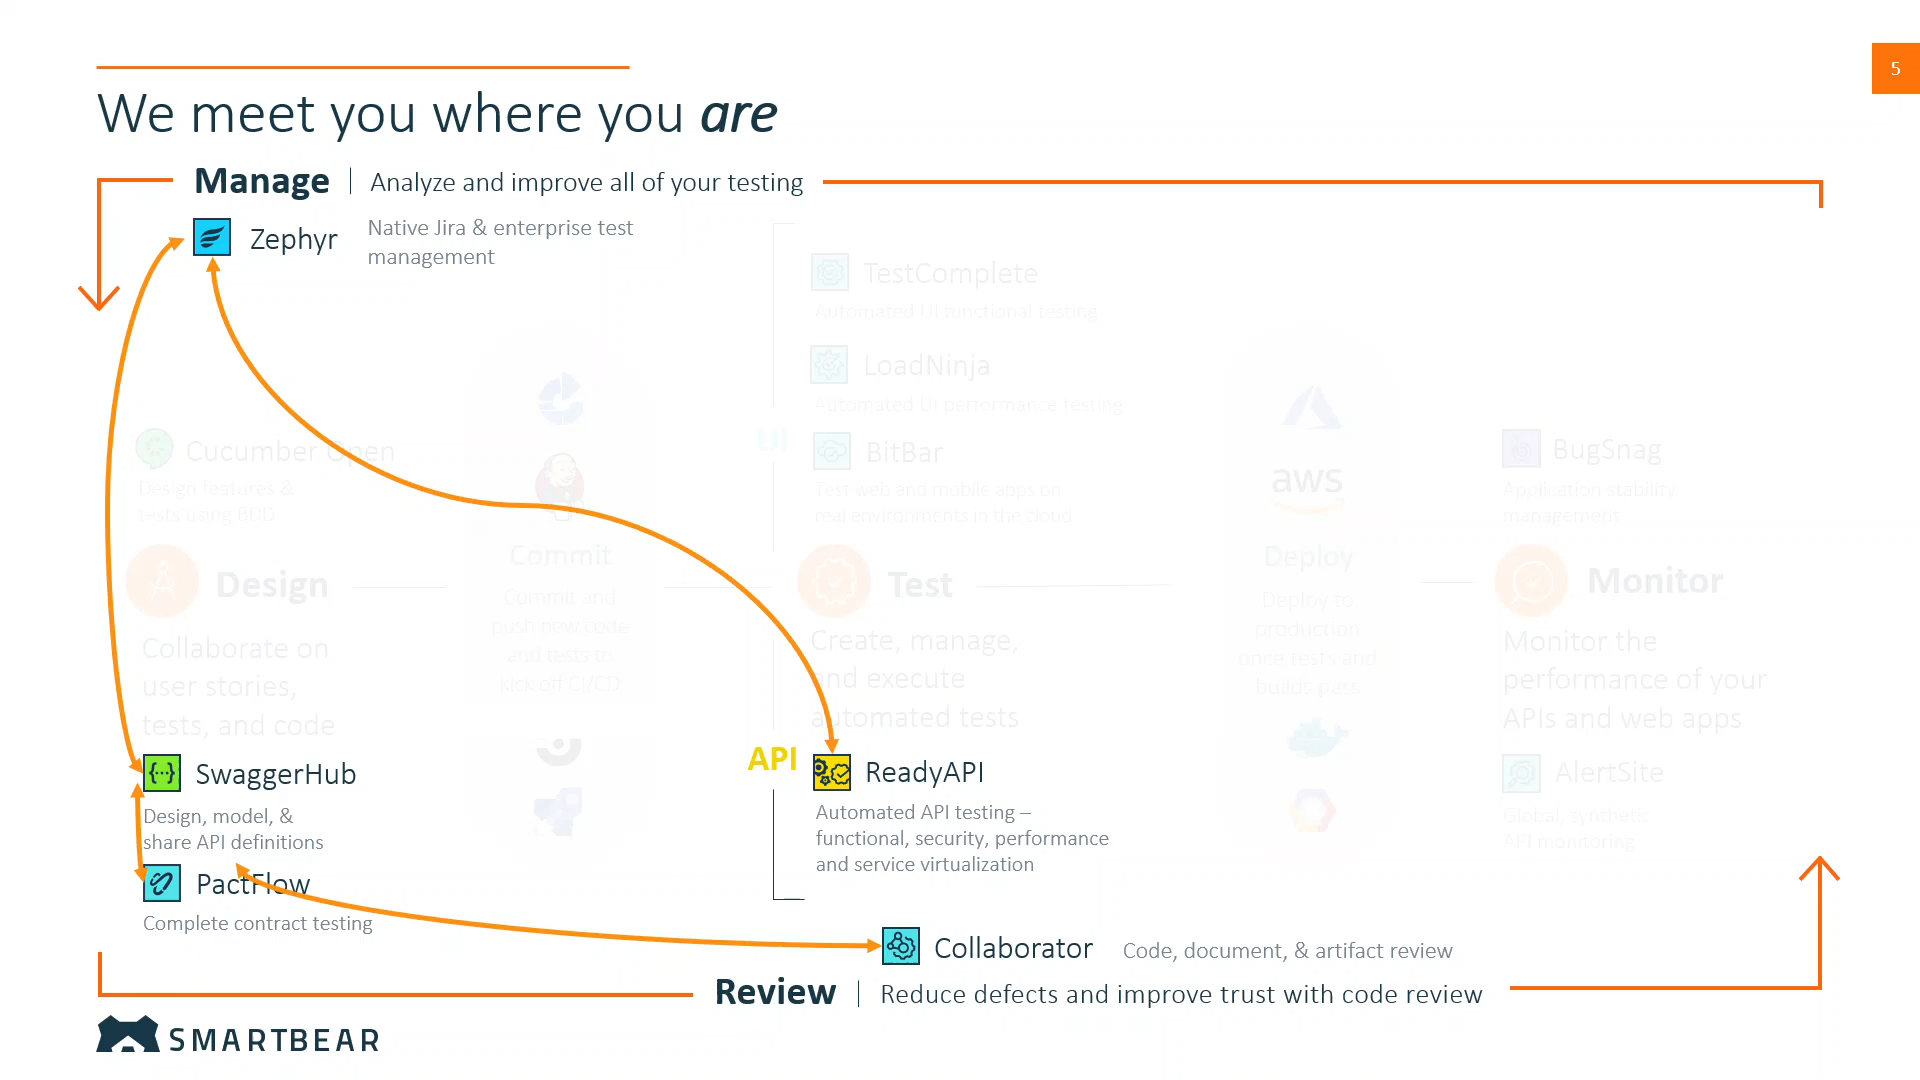 5
We meet you where you are
Manage | Analyze and improve all of your testing
Zephyr
Native Jira & enterprise test
management
TestComplete
Automated UI functional testing
LoadNinja
Automated UI performance testing
UI
BitBar
Test web and mobile apps on
real environments in the cloud
Cucumber Open
Design features &
tests using BDD
aws
BugSnag
Application stability
management
Design
Collaborate on
user stories,
tests, and code
Commit
Commit and
push new code
and tests to
kick off CI/CD
Test
Create, manage,
and execute
automated tests
Deploy
Deploy to
production
once tests and
builds pass
Monitor
Monitor the
performance of your
APIs and web apps
SwaggerHub
Design, model, &
share API definitions
PactFlow
Complete contract testing
API
ReadyAPI
Automated API testing –
functional, security, performance
and service virtualization
AlertSite
Global, synthetic
API monitoring
Collaborator
Code, document, & artifact review
Review | Reduce defects and improve trust with code review
SMARTBEAR